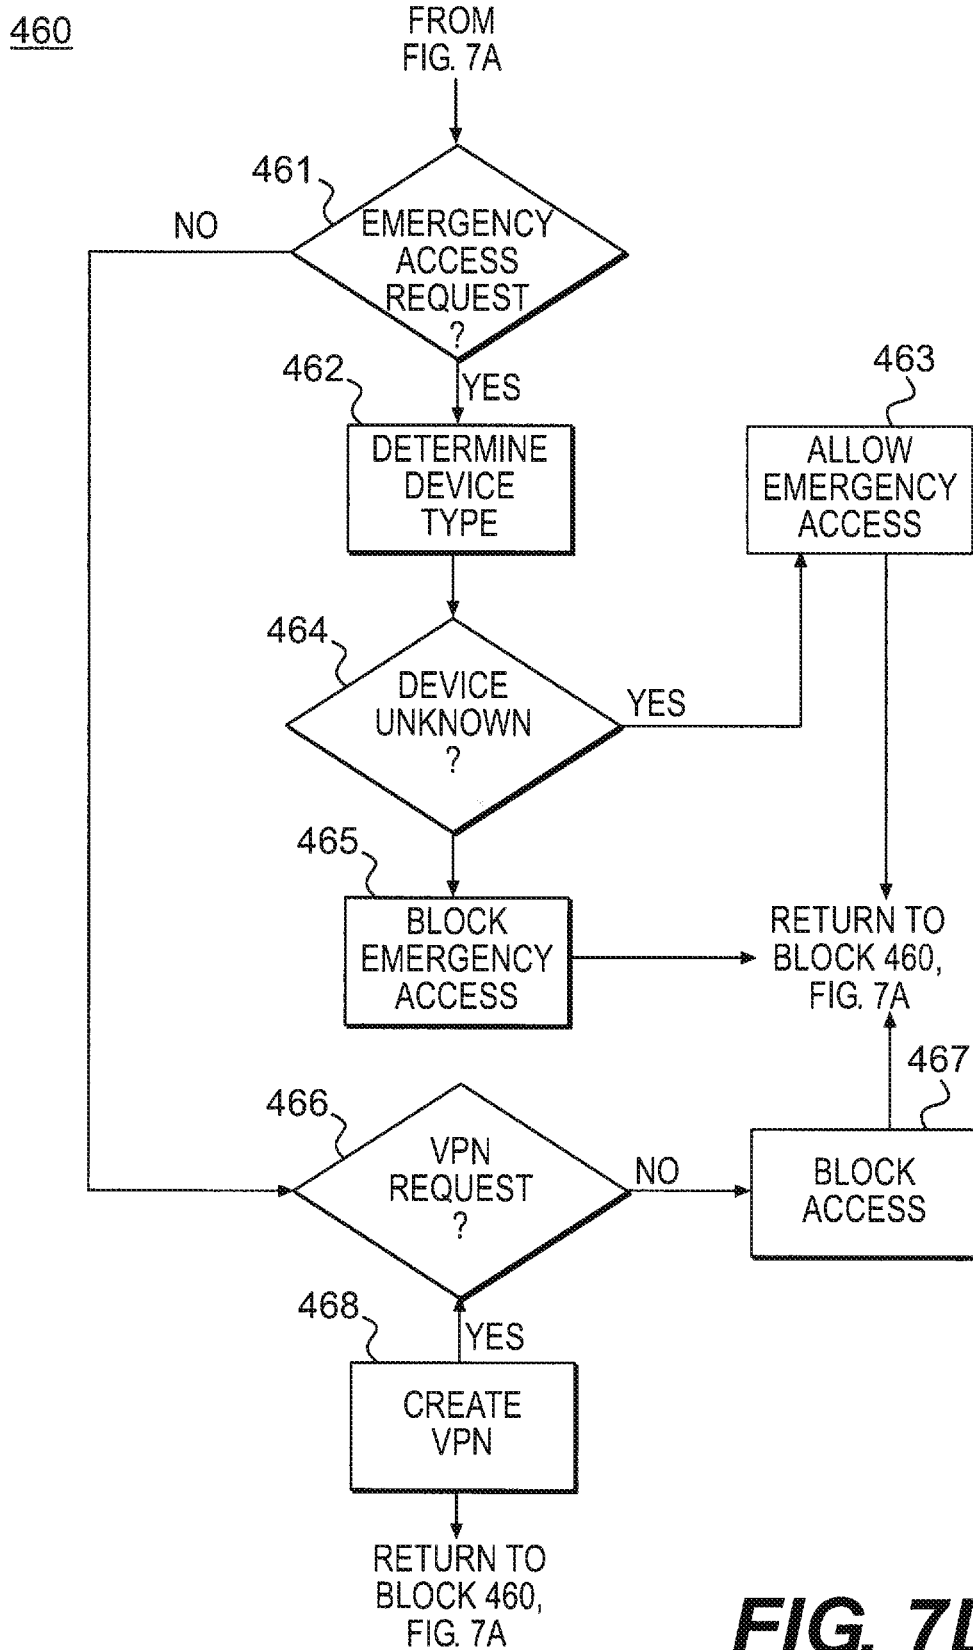 460
FROM
FIG. 7A
461
NO
EMERGENCY
ACCESS
REQUEST
?
462
YES
463
DETERMINE
DEVICE
TYPE
ALLOW
EMERGENCY
ACCESS
464
DEVICE
UNKNOWN
?
YES
465
BLOCK
EMERGENCY
ACCESS
RETURN TO
BLOCK 460,
FIG. 7A
467
466
VPN
REQUEST
?
NO
BLOCK
ACCESS
468
YES
CREATE
VPN
RETURN TO
BLOCK 460,
FIG. 7A
FIG.